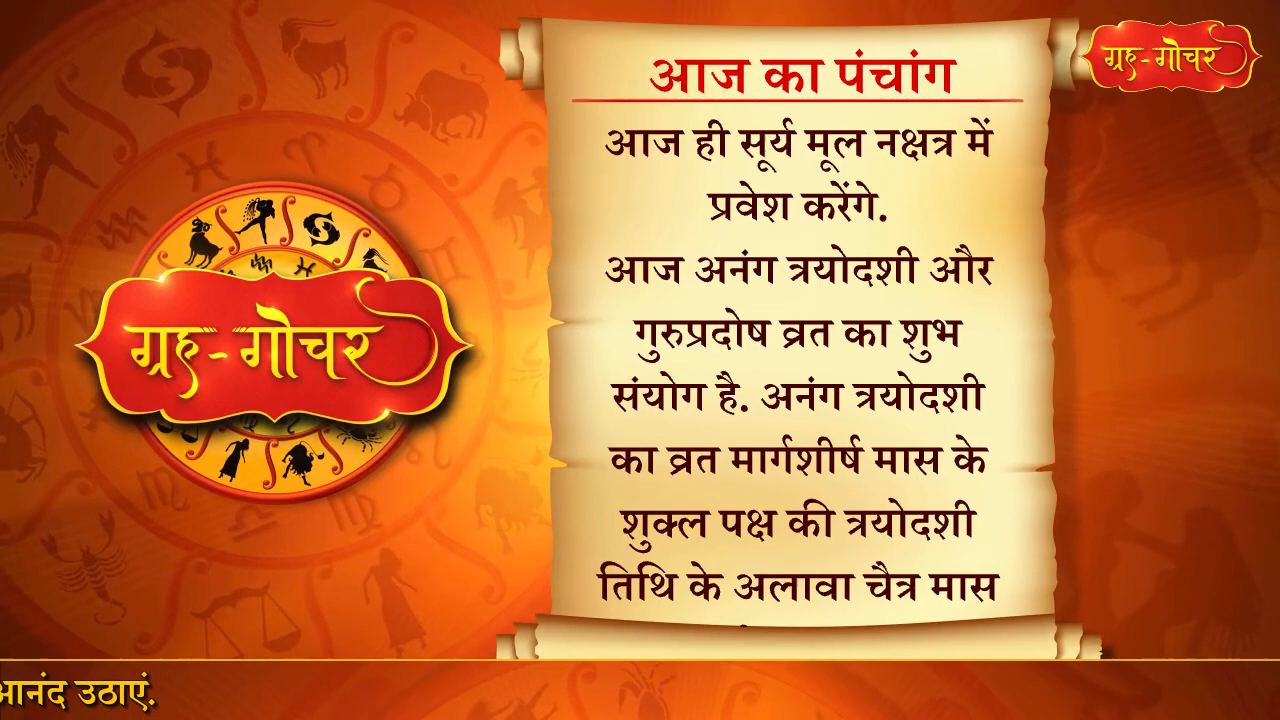 ग्रह-गोचर
आज का पंचांग
आज ही सूर्य मूल नक्षत्र में
प्रवेश करेंगे.
आज अनंग त्रयोदशी और
गुरुप्रदोष व्रत का शुभ
संयोग है. अनंग त्रयोदशी
का व्रत मार्गशीर्ष मास के
शुक्ल पक्ष की त्रयोदशी
तिथि के अलावा चैत्र मास
ग्रह-गोचर
आनंद उठाएं.